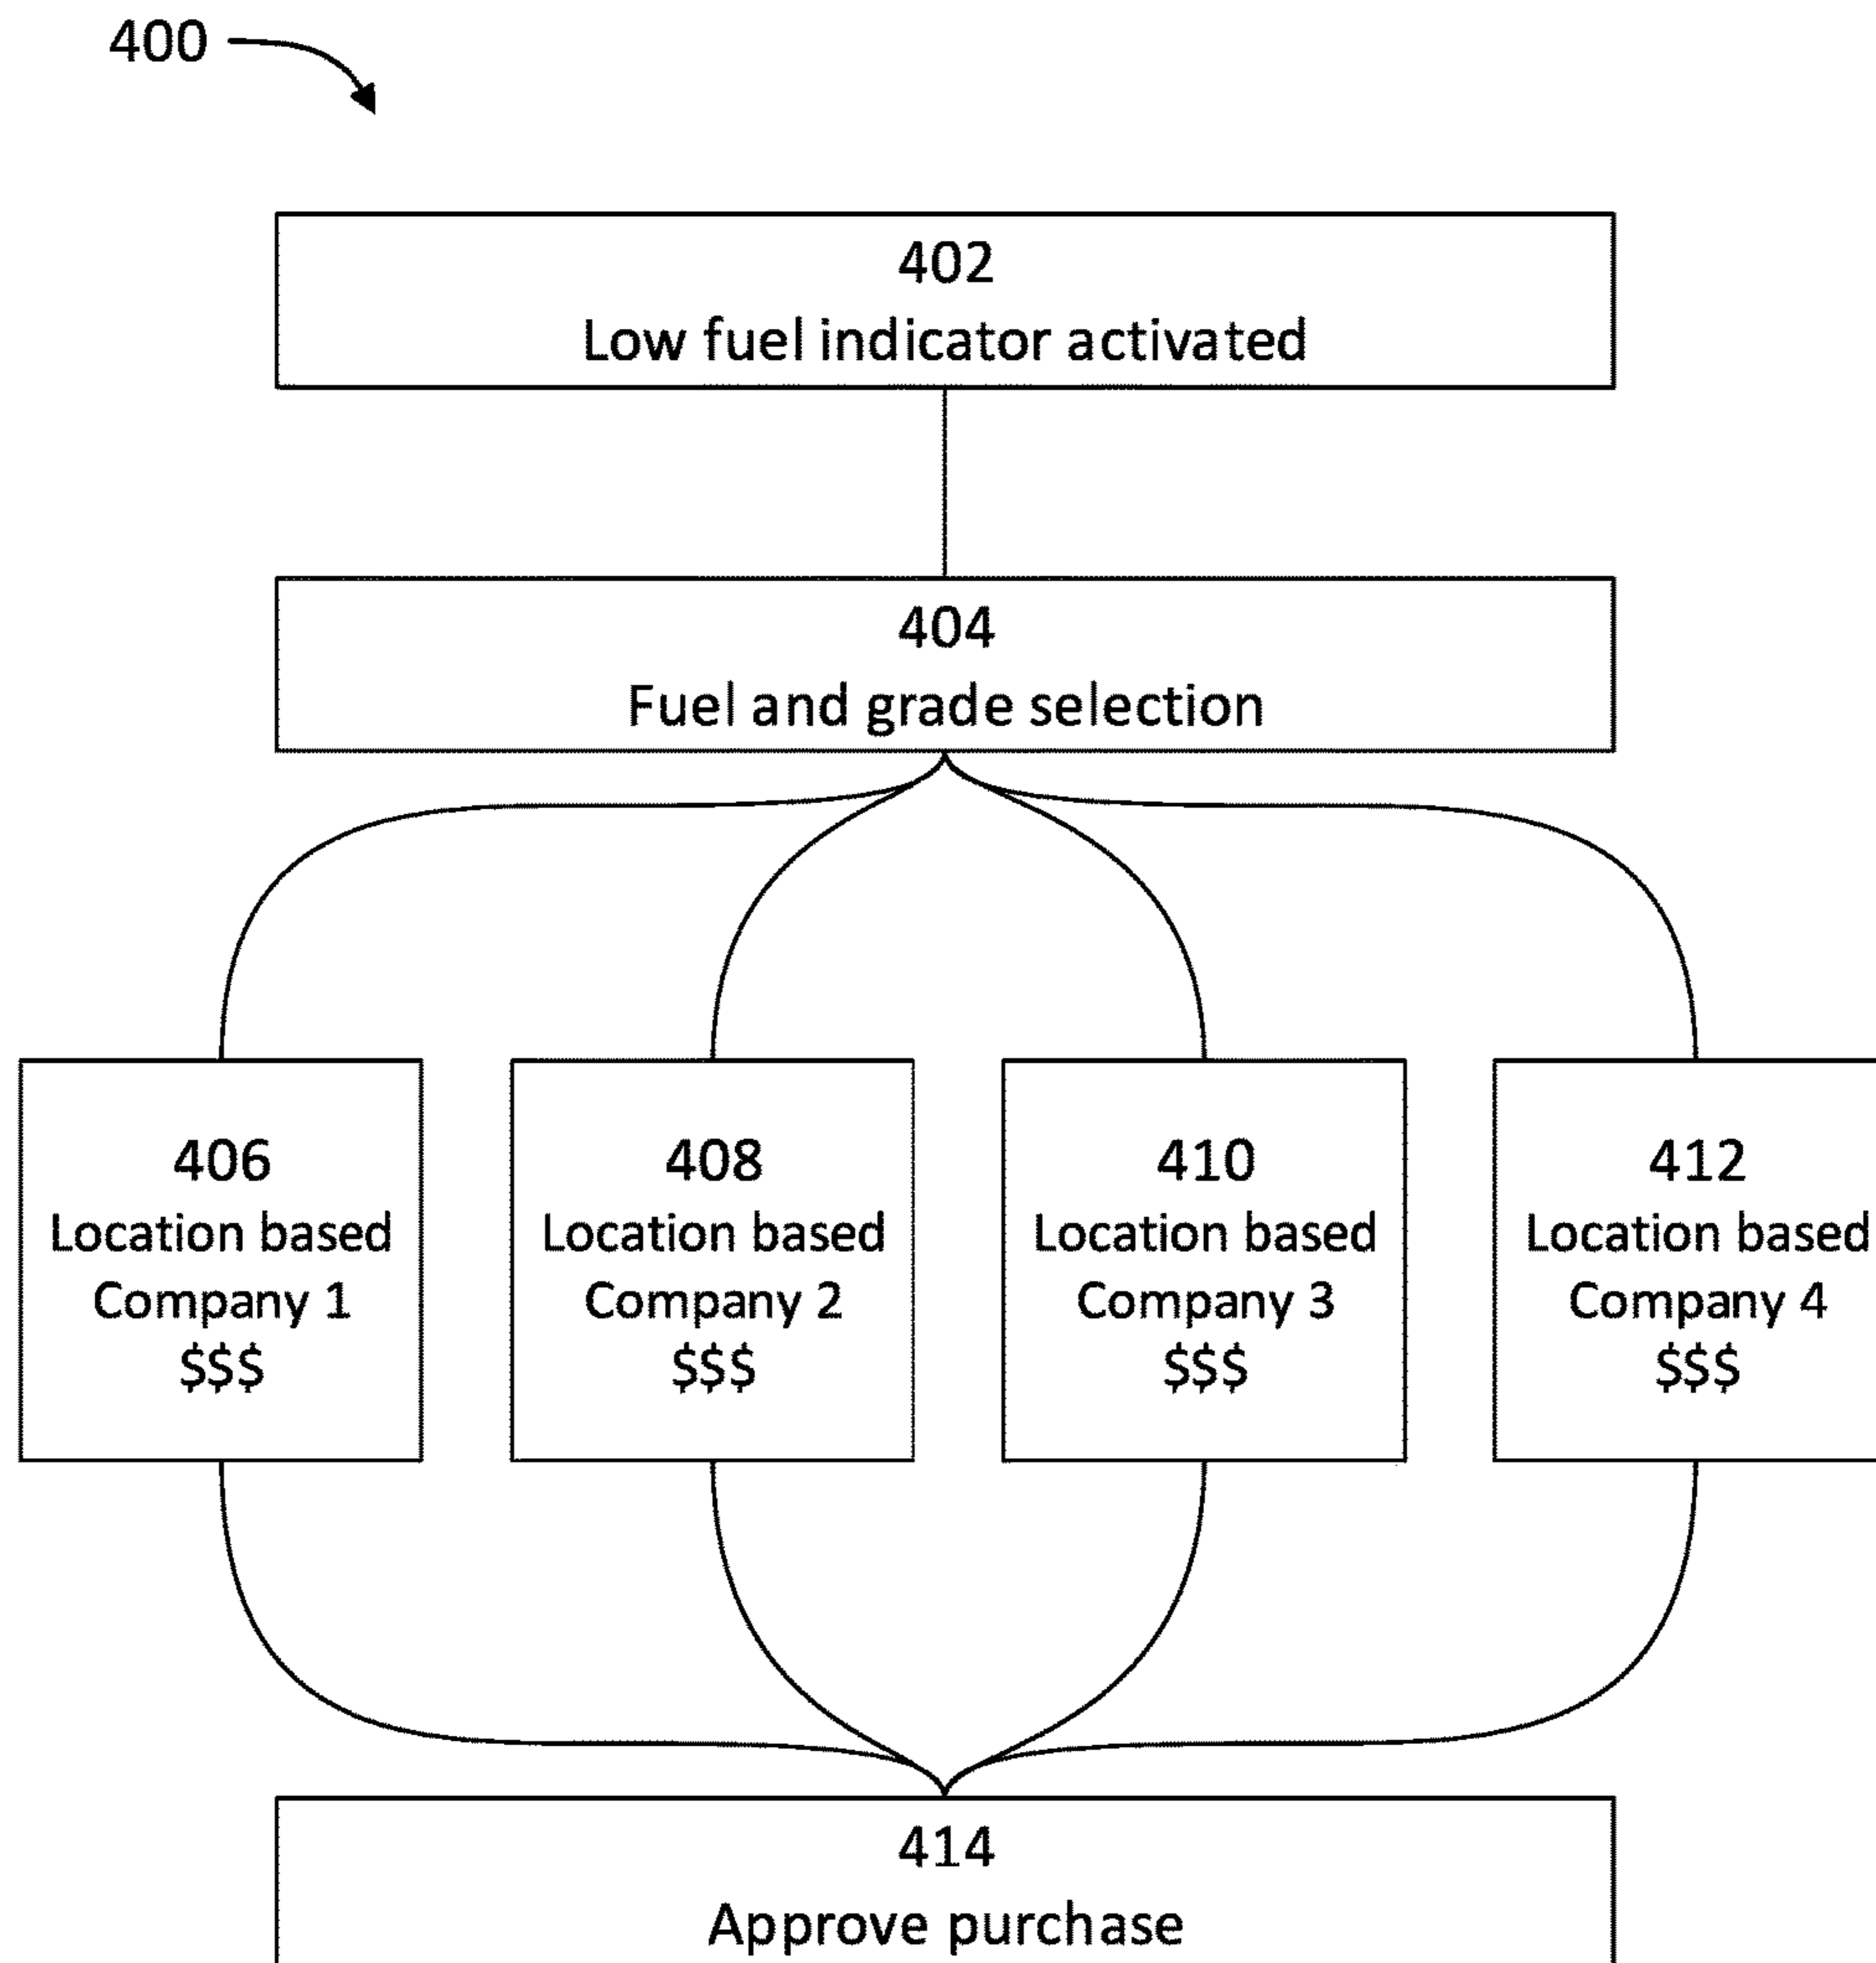 400
402
Low fuel indicator activated
404
Fuel and grade selection
406
Location based
Company 1
$$$
408
Location based
Company 2
$$$
410
Location based
Company 3
$$$
412
Location based
Company 4
$$$
414
Approve purchase